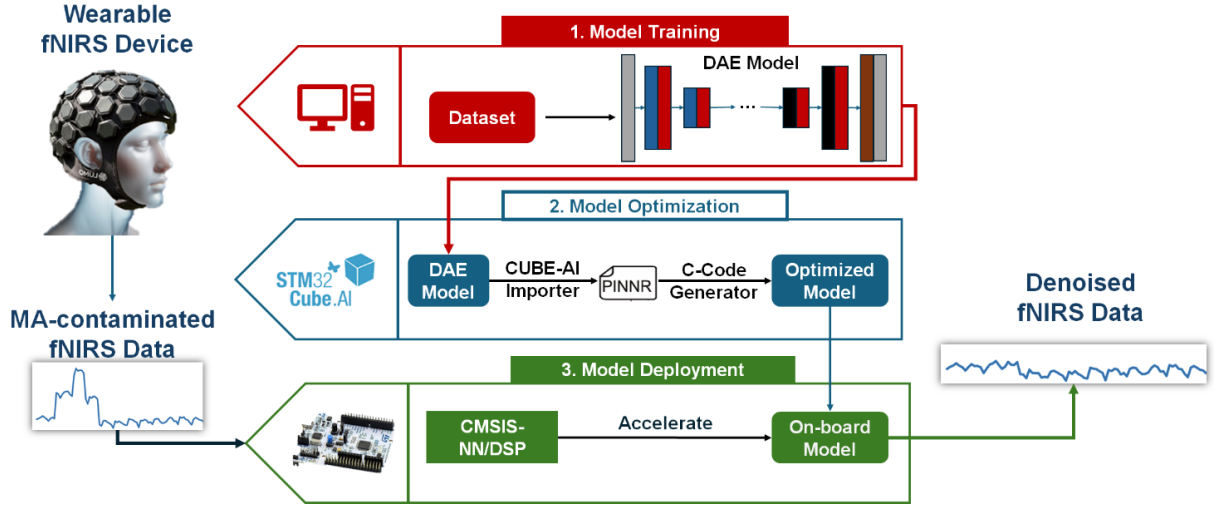 Wearable
fNIRS Device
LUMO
MA-contaminated
fNIRS Data
1. Model Training
Dataset
DAE Model
...
2. Model Optimization
STM32
Cube.AI
DAE
Model
CUBE-AI
Importer
PINNR
C-Code
Generator
Optimized
Model
3. Model Deployment
CMSIS-
NN/DSP
Accelerate
On-board
Model
Denoised
fNIRS Data